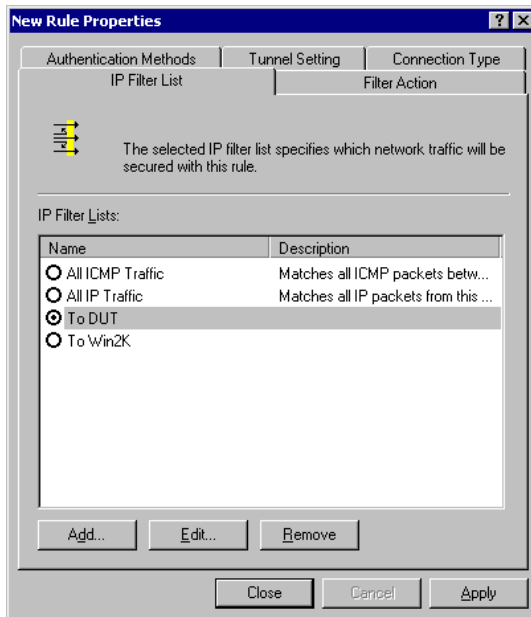 New Rule Properties
Authentication Methods Tunnel Setting Connection Type
IP Filter List Filter Action
The selected IP filter list specifies which network traffic will be
secured with this rule.
IP Filter Lists:
Name Description
All ICMP Traffic Matches all ICMP packets betw...
All IP Traffic Matches all IP packets from this ...
To DUT
To Win2K
Add... Edit... Remove
Close Cancel Apply